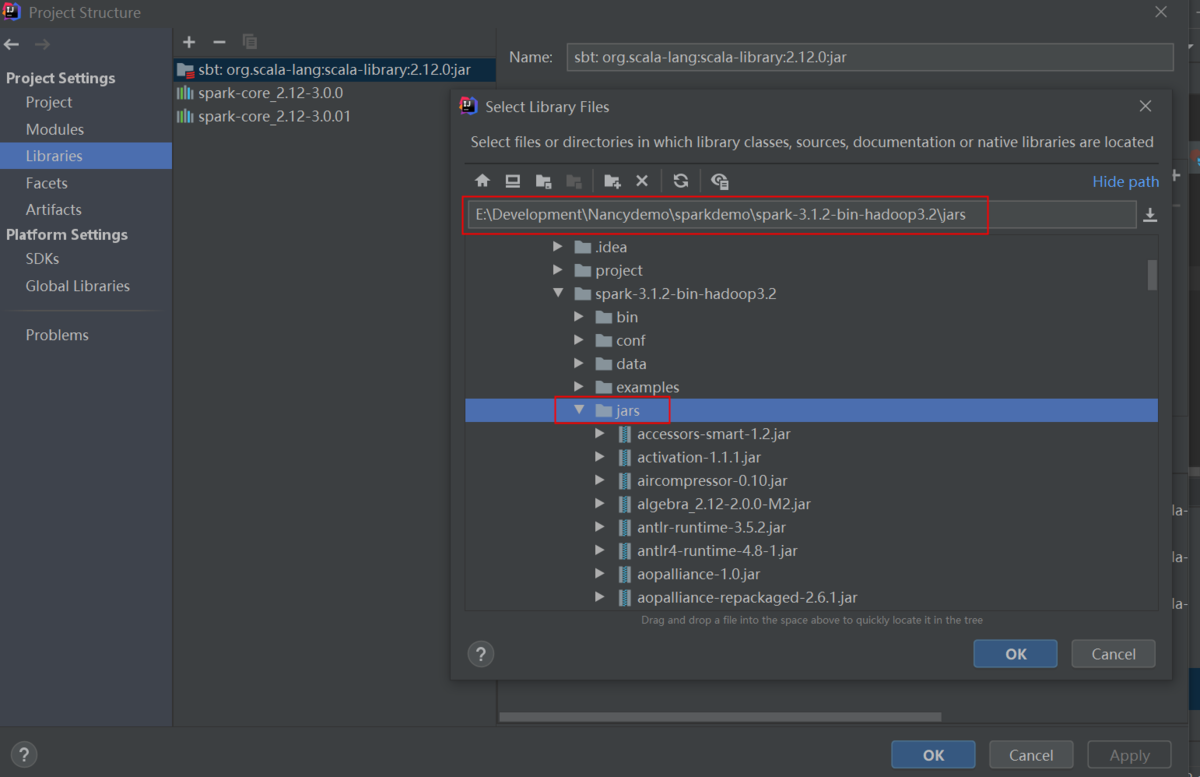 Project Structure
Project Settings
Project
Modules
Libraries
Facets
Artifacts
Platform Settings
SDKs
Global Libraries
Problems
sbt: org.scala-lang:scala-library:2.12.0:jar
spark-core_2.12-3.0.0
spark-core_2.12-3.0.01
Name: sbt: org.scala-lang:scala-library:2.12.0:jar
Select Library Files
Select files or directories in which library classes, sources, documentation or native libraries are located
Hide path
E:\Development\Nancydemo\sparkdemo\spark-3.1.2-bin-hadoop3.2\jars
.idea
project
spark-3.1.2-bin-hadoop3.2
bin
conf
data
examples
jars
accessors-smart-1.2.jar
activation-1.1.1.jar
aircompressor-0.10.jar
algebra_2.12-2.0.0-M2.jar
antlr-runtime-3.5.2.jar
antlr4-runtime-4.8-1.jar
aopalliance-1.0.jar
aopalliance-repackaged-2.6.1.jar
Drag and drop a file into the space above to quickly locate it in the tree
? OK Cancel
la-
la-
la-
? OK Cancel Apply